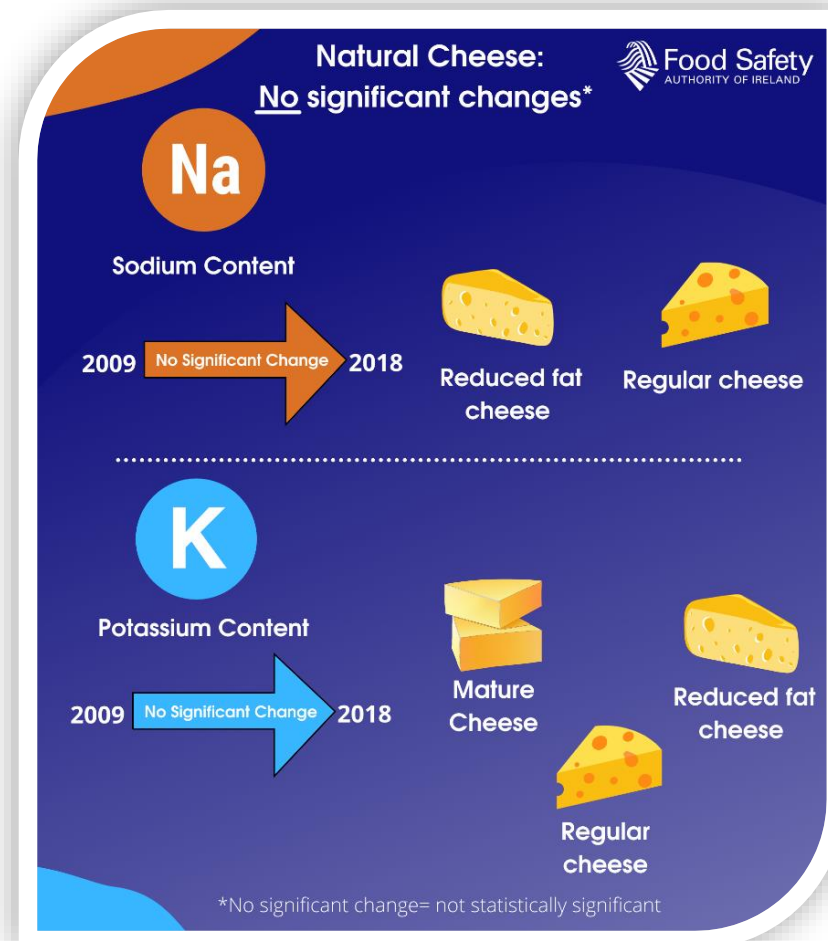 Natural Cheese:
No significant changes*
Food Safety
AUTHORITY OF IRELAND
Na
Sodium Content
2009 No Significant Change 2018
Reduced fat
cheese
Regular cheese
K
Potassium Content
2009 No Significant Change 2018
Mature
Cheese
Reduced fat
cheese
Regular
cheese
*No significant change= not statistically significant